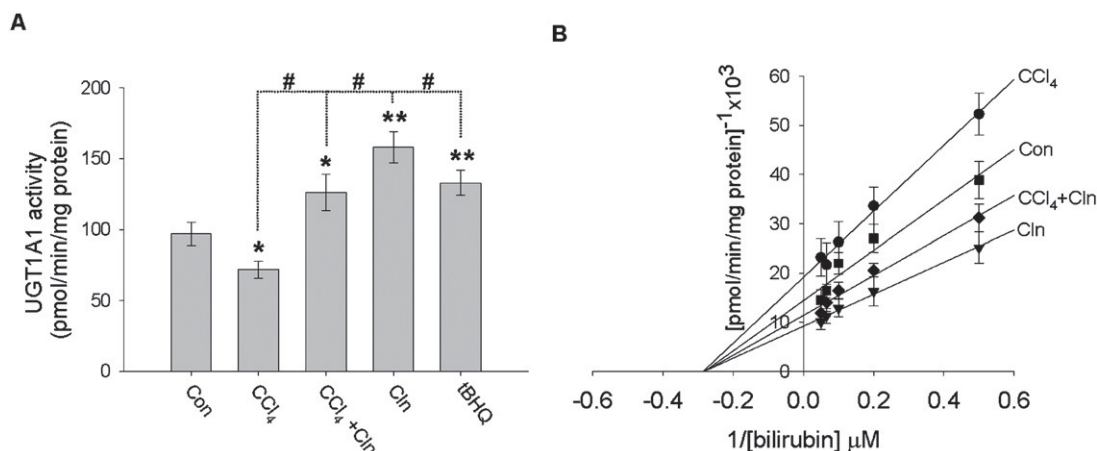 A
UGT1A1 activity
(pmol/min/mg protein)
200
150
100
50
0
# # #
* * ** **
Con
CCl₄
CCl₄ +Cln
Cln
tBHQ
B
[pmol/min/mg protein]⁻¹x10³
60
50
40
30
20
10
0
CCl₄
Con
CCl₄+Cln
Cln
-0.6 -0.4 -0.2 0.0 0.2 0.4 0.6
1/[bilirubin] µM